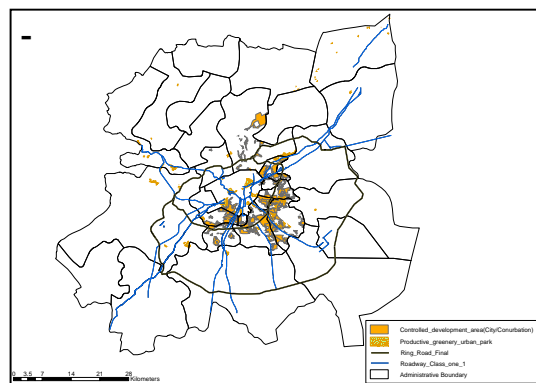 Controlled_development_area(City/Conurbation)
Productive_greenery_urban_park
Ring_Road_Final
Roadway_Class_one_1
Administrative Boundary
0 3.5 7 14 21 28
Kilometers